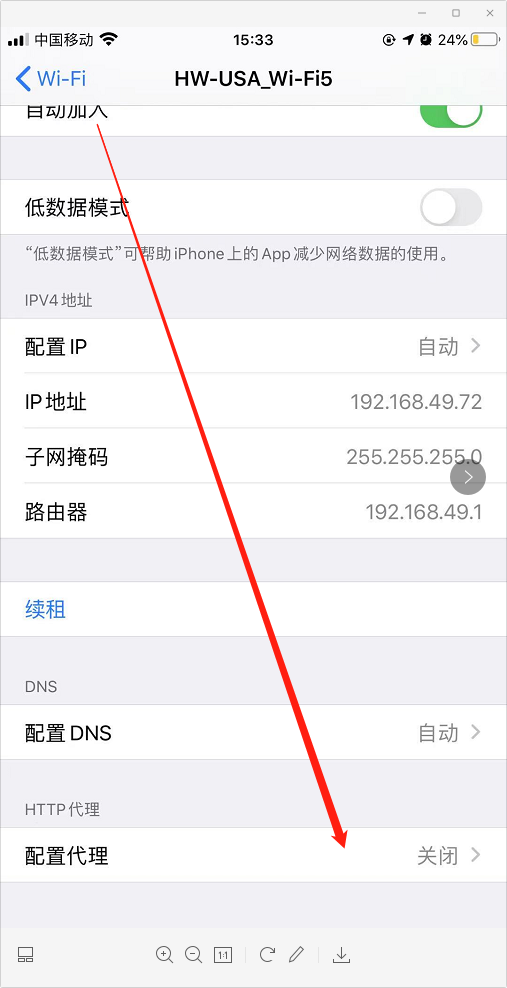 中国移动 15:33 24%
Wi-Fi HW-USA_Wi-Fi5
自动加入
低数据模式
“低数据模式”可帮助 iPhone 上的 App 减少网络数据的使用。
IPV4 地址
配置 IP 自动
IP 地址 192.168.49.72
子网掩码 255.255.255.0
路由器 192.168.49.1
续租
DNS
配置 DNS 自动
HTTP 代理
配置代理 关闭
1:1